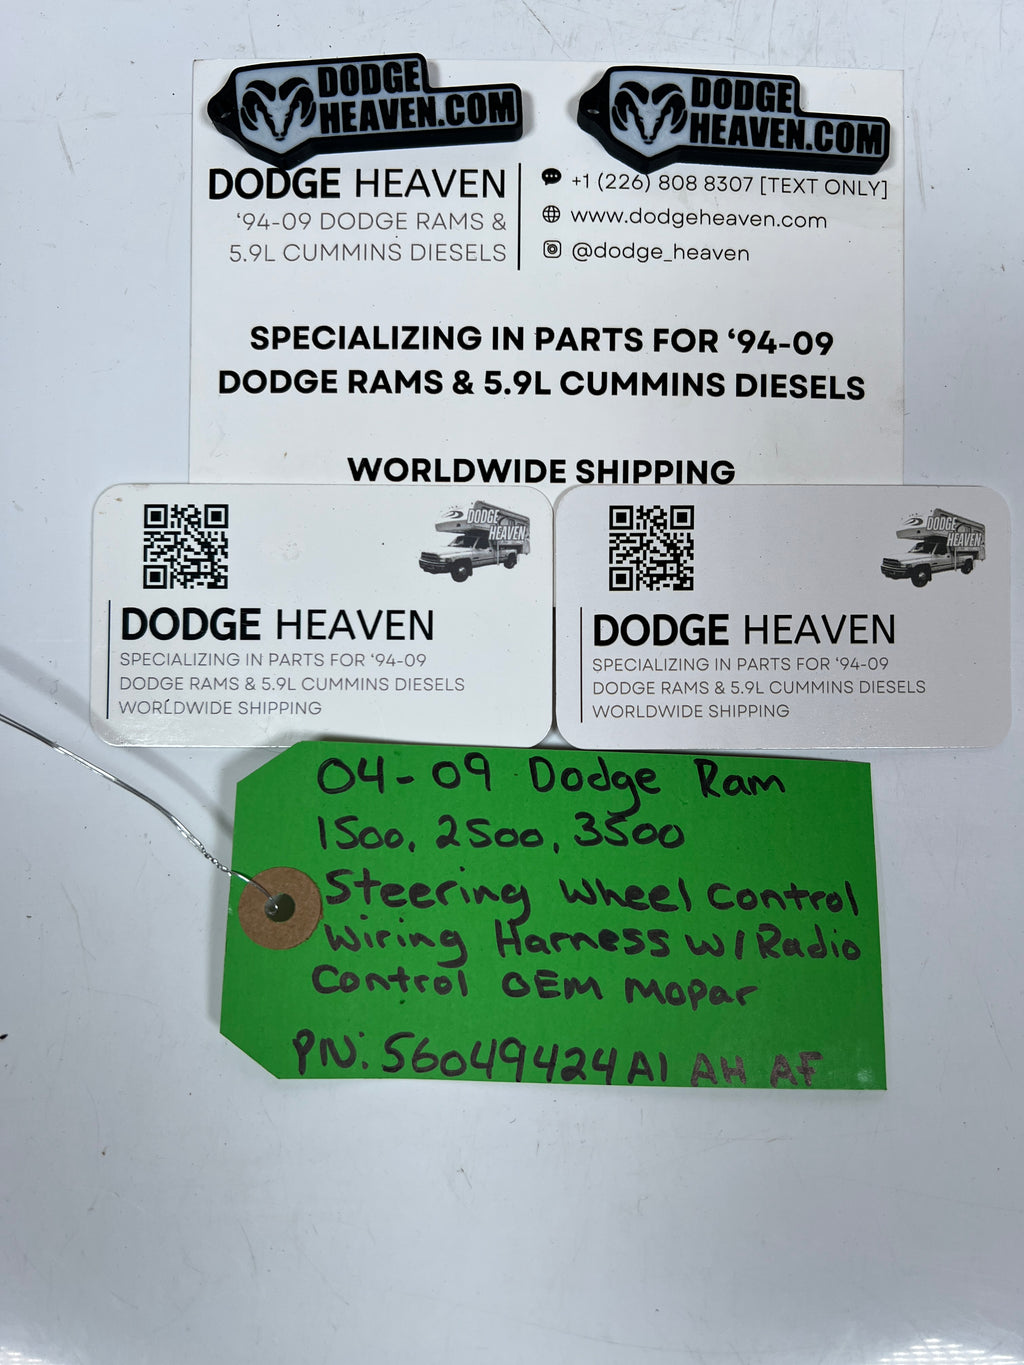 DODGE
HEAVEN.COM
DODGE
HEAVEN.COM
DODGE HEAVEN
'94-09 DODGE RAMS &
5.9L CUMMINS DIESELS
+1 (226) 808 8307 [TEXT ONLY]
www.dodgeheaven.com
@dodge_heaven
SPECIALIZING IN PARTS FOR '94-09
DODGE RAMS & 5.9L CUMMINS DIESELS
WORLDWIDE SHIPPING
DODGE
HEAVEN
DODGE HEAVEN
SPECIALIZING IN PARTS FOR '94-09
DODGE RAMS & 5.9L CUMMINS DIESELS
WORLDWIDE SHIPPING
DODGE
HEAVEN
DODGE HEAVEN
SPECIALIZING IN PARTS FOR '94-09
DODGE RAMS & 5.9L CUMMINS DIESELS
WORLDWIDE SHIPPING
04-09 Dodge Ram
1500, 2500, 3500
Steering Wheel Control
Wiring Harness w/ Radio
Control OEM Mopar
PN: 56049424AI AH AF